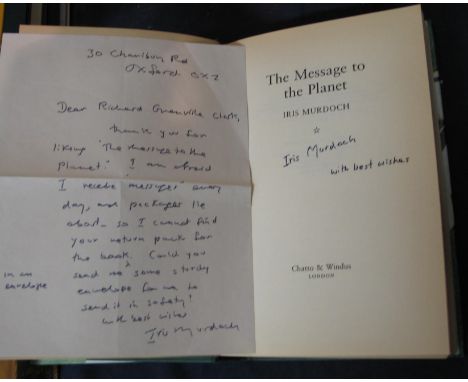 30 Charlbury Rd
Oxford OX2
Dear Richard Grenville Clark,
thank you for
liking 'The Message to the
Planet.' I am afraid
I receive 'messages' every
day, and packages lie
about – so I cannot find
your return pack for
the book. Could you
send me some sturdy
in an
envelope
envelope for me to
send it in safety!
with best wishes
Iris Murdoch
The Message to
the Planet
IRIS MURDOCH
Iris Murdoch
with best wishes
Chatto & Windus
LONDON